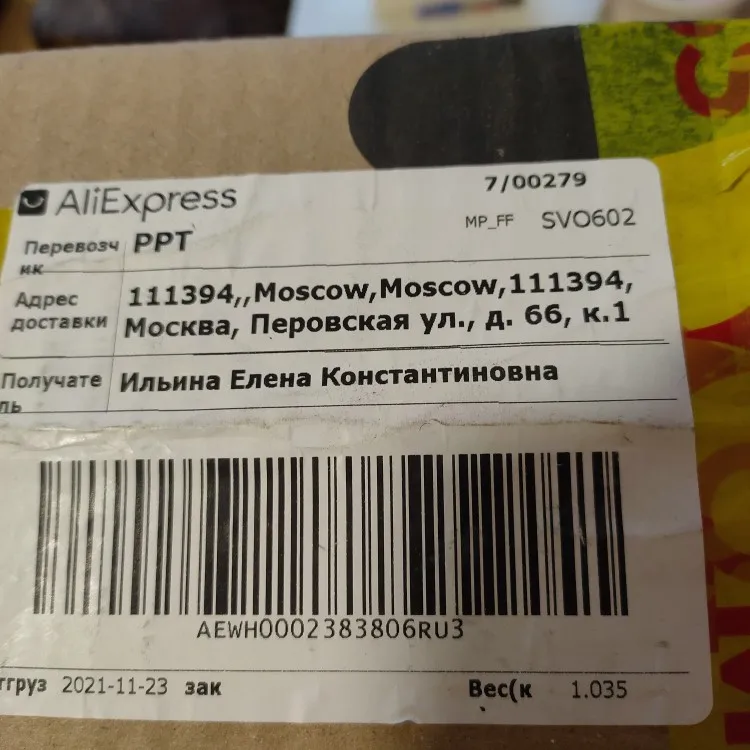 AliExpress
7/00279
MP_FF SVO602
Перевозч
ик
PPT
Адрес
доставки
111394,,Moscow,Moscow,111394,
Москва, Перовская ул., д. 66, к.1
Получате
ль
Ильина Елена Константиновна
AEWH0002383806RU3
тгруз 2021-11-23 зак
Вес(к 1.035